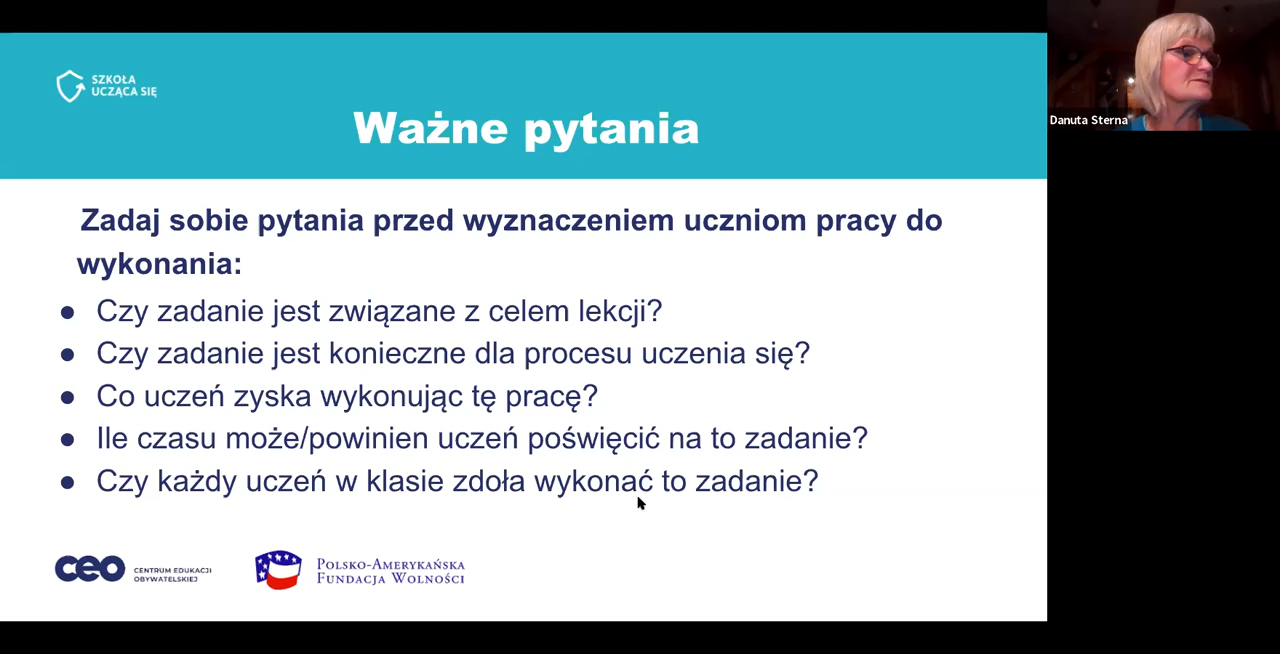 SZKOŁA
UCZĄCA SIĘ
Ważne pytania
Danuta Sterna
Zadaj sobie pytania przed wyznaczeniem uczniom pracy do
wykonania:
● Czy zadanie jest związane z celem lekcji?
● Czy zadanie jest konieczne dla procesu uczenia się?
● Co uczeń zyska wykonując tę pracę?
● Ile czasu może/powinien uczeń poświęcić na to zadanie?
● Czy każdy uczeń w klasie zdoła wykonać to zadanie?
ceo
CENTRUM EDUKACJI
OBYWATELSKIEJ
Polsko-Amerykańska
Fundacja Wolności